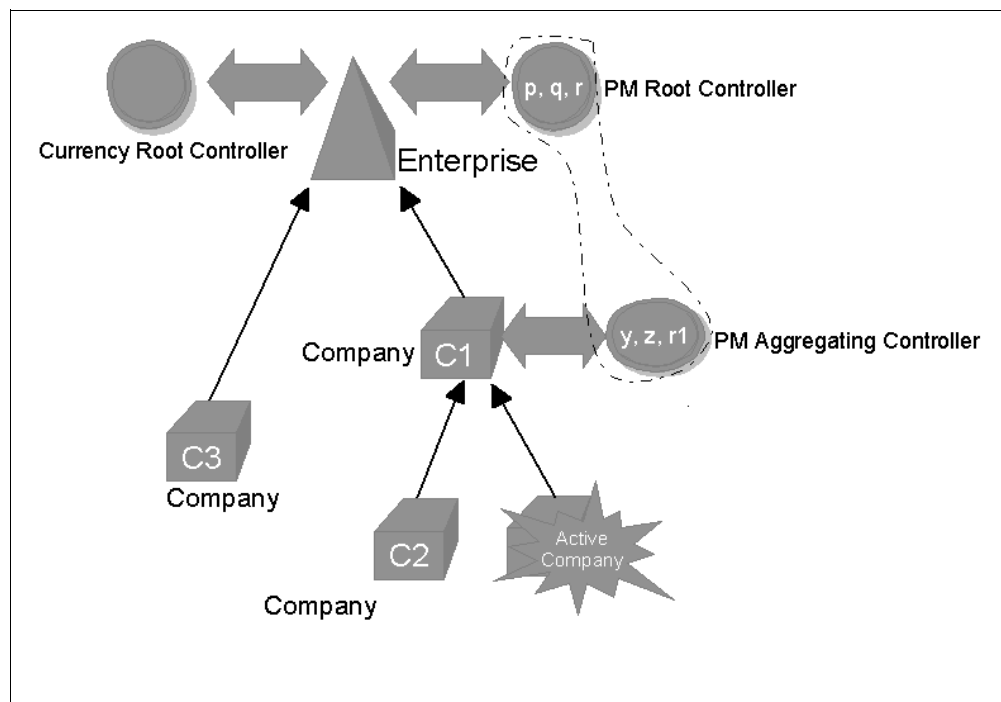 p, q, r
PM Root Controller
Currency Root Controller
Enterprise
Company
C1
y, z, r1
PM Aggregating Controller
C3
Company
C2
Active
Company
Company